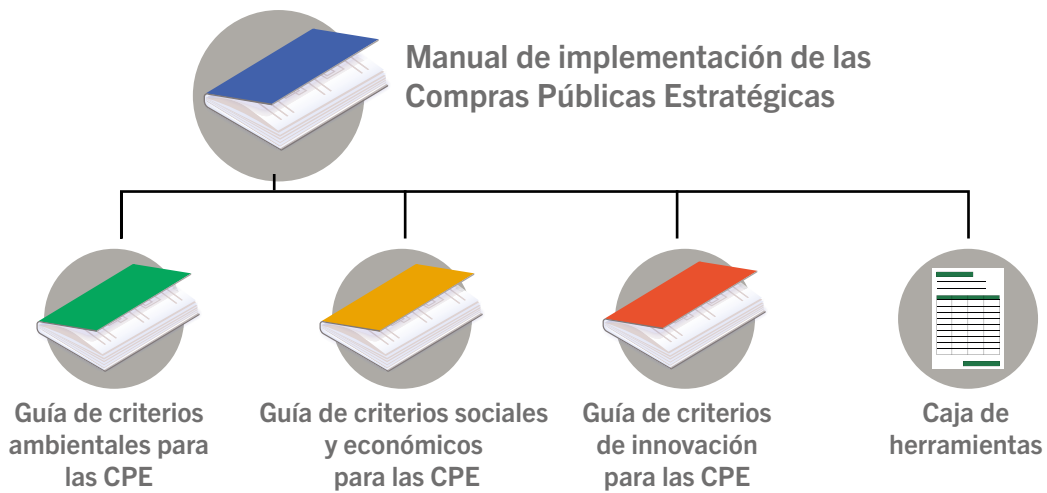 Manual de implementación de las
Compras Públicas Estratégicas
Guía de criterios
ambientales para
las CPE
Guía de criterios sociales
y económicos
para las CPE
Guía de criterios
de innovación
para las CPE
Caja de
herramientas